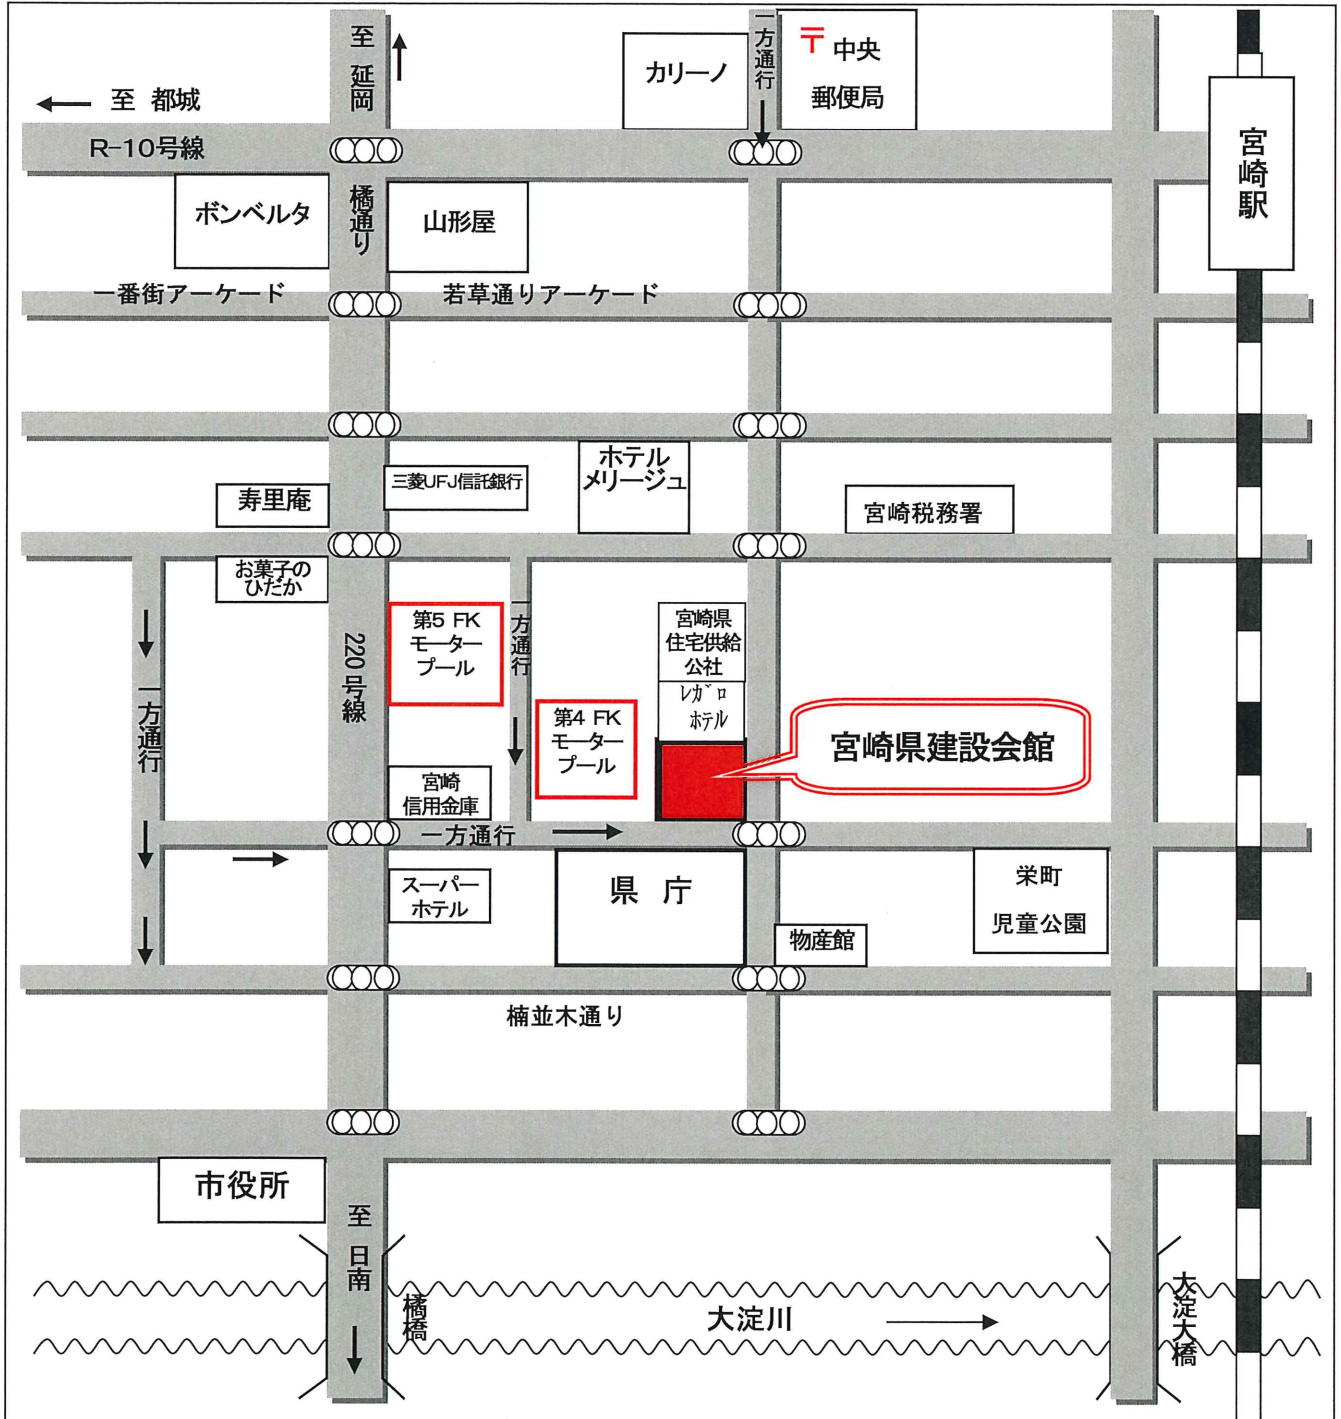 至 延岡
一方通行
〒 中央
郵便局
カリーノ
至 都城
R-10号線
宮崎駅
橘通り
ボンベルタ
山形屋
一番街アーケード
若草通りアーケード
ホテル
メリージュ
三菱UFJ信託銀行
寿里庵
宮崎税務署
お菓子の
ひだか
第5 FK
モーター
プール
一方通行
宮崎県
住宅供給
公社
220号線
レガロ
ホテル
一方通行
第4 FK
モーター
プール
宮崎県建設会館
宮崎
信用金庫
一方通行
スーパー
ホテル
県 庁
栄町
児童公園
物産館
楠並木通り
市役所
至 日南
橘橋
大淀川
大淀大橋